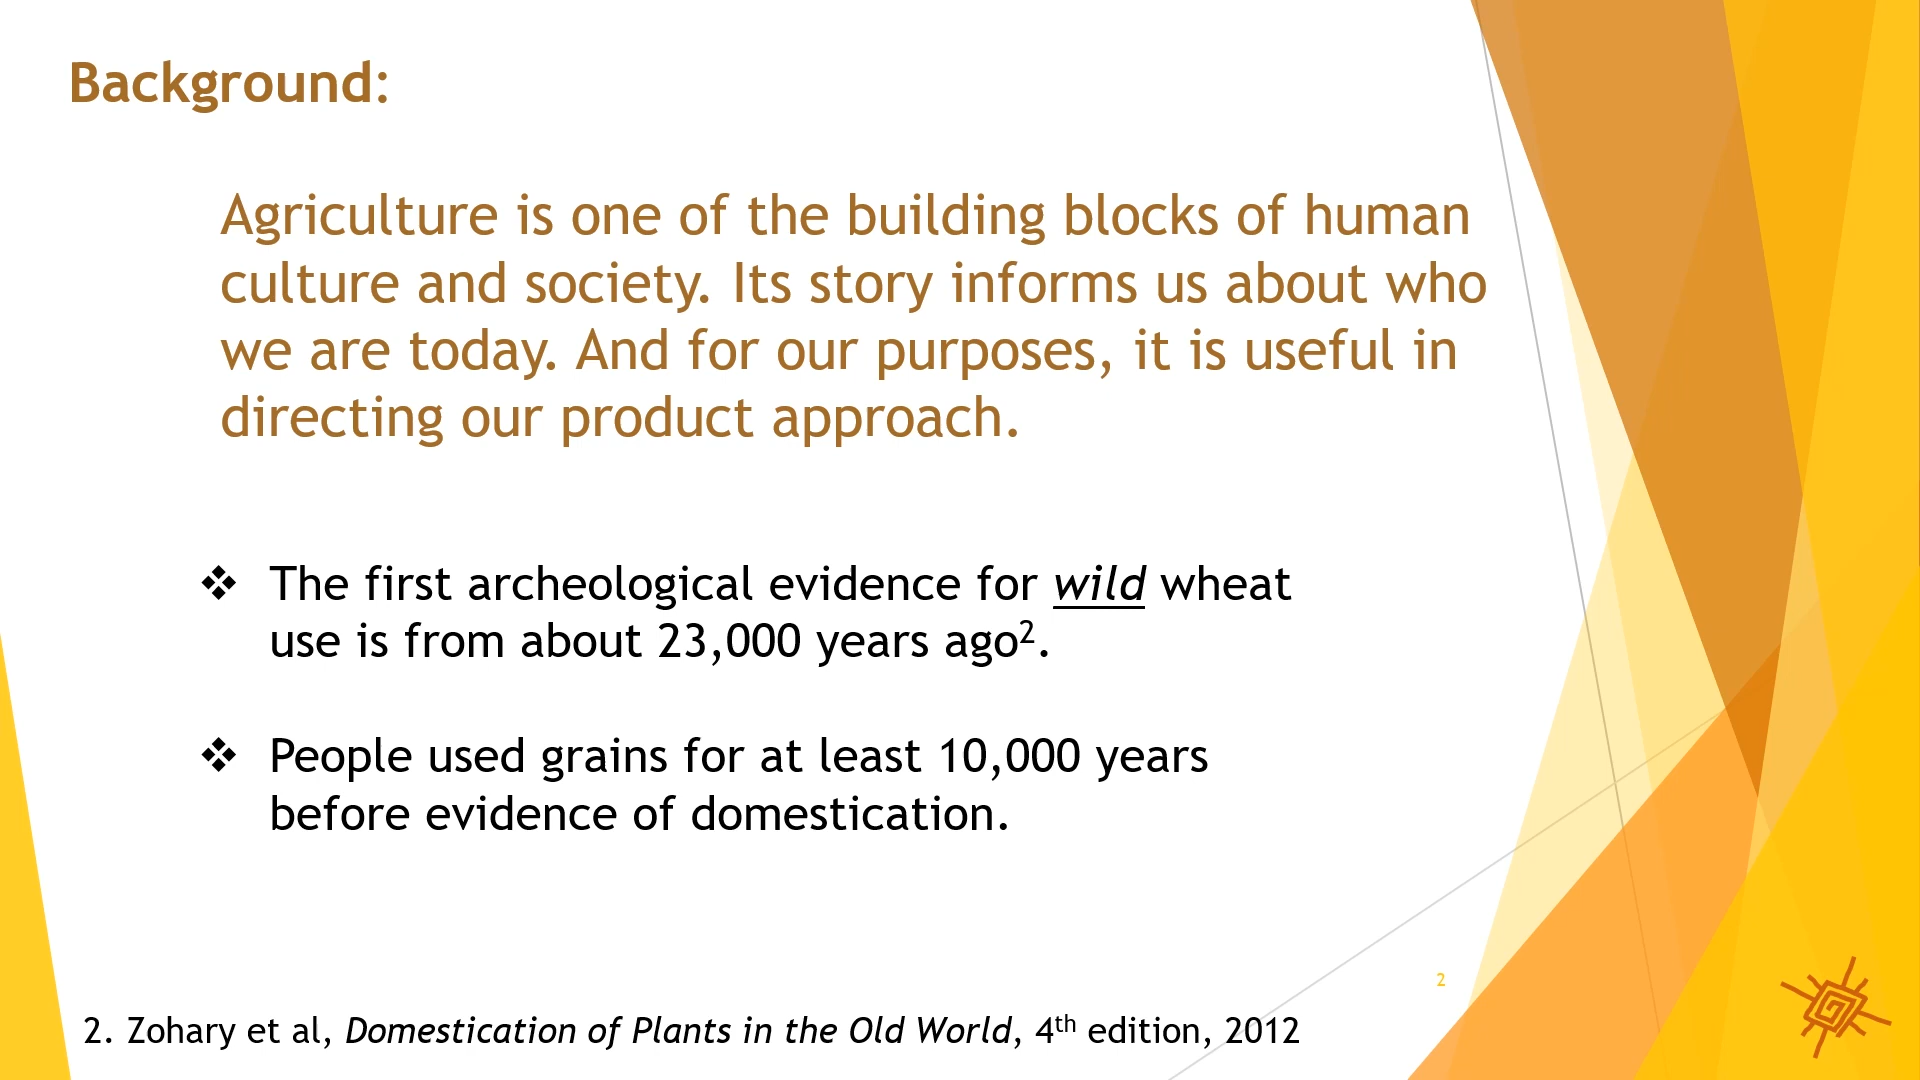 Background:
Agriculture is one of the building blocks of human
culture and society. Its story informs us about who
we are today. And for our purposes, it is useful in
directing our product approach.
❖ The first archeological evidence for wild wheat
use is from about 23,000 years ago².
❖ People used grains for at least 10,000 years
before evidence of domestication.
2
2. Zohary et al, Domestication of Plants in the Old World, 4th edition, 2012